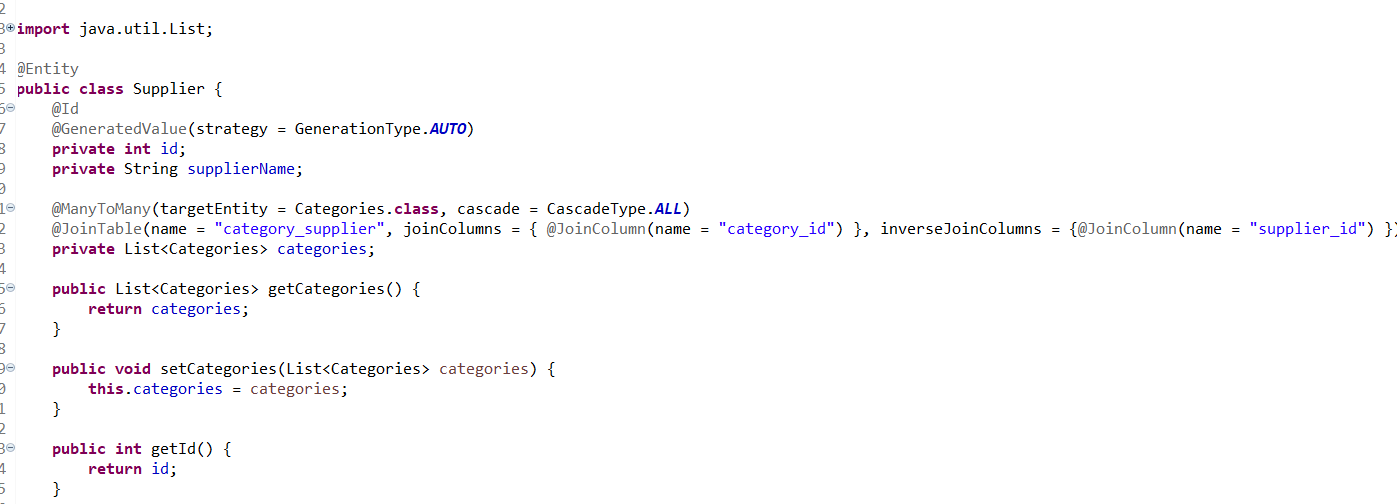 2
3 import java.util.List;
3
4 @Entity
5 public class Supplier {
6 @Id
7 @GeneratedValue(strategy = GenerationType.AUTO)
8 private int id;
9 private String supplierName;
0
1 @ManyToMany(targetEntity = Categories.class, cascade = CascadeType.ALL)
2 @JoinTable(name = "category_supplier", joinColumns = { @JoinColumn(name = "category_id") }, inverseJoinColumns = {@JoinColumn(name = "supplier_id") })
3 private List<Categories> categories;
4
5 public List<Categories> getCategories() {
6 return categories;
7 }
8
9 public void setCategories(List<Categories> categories) {
0 this.categories = categories;
1 }
2
3 public int getId() {
4 return id;
5 }